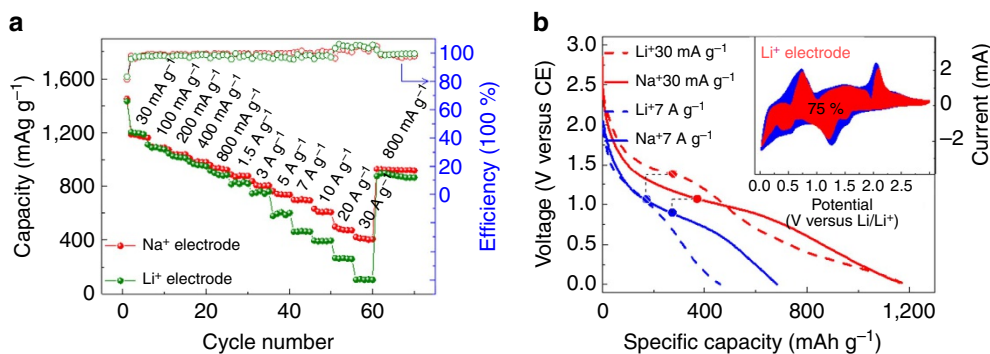 a
Capacity (mAg g⁻¹)
1,600
1,200
800
400
0
30 mA g⁻¹
100 mA g⁻¹
200 mA g⁻¹
400 mA g⁻¹
800 mA g⁻¹
1.5 A g⁻¹
3 A g⁻¹
5 A g⁻¹
7 A g⁻¹
10 A g⁻¹
20 A g⁻¹
30 A g⁻¹
800 mA g⁻¹
Na⁺ electrode
Li⁺ electrode
0 20 40 60
Cycle number
100
80
60
40
20
0
Efficiency (100 %)
b
Voltage (V versus CE)
3.0
2.5
2.0
1.5
1.0
0.5
0.0
Li⁺30 mA g⁻¹
Na⁺30 mA g⁻¹
Li⁺7 A g⁻¹
Na⁺7 A g⁻¹
Li⁺ electrode
75 %
2
0
−2
Current (mA)
0.0 0.5 1.0 1.5 2.0 2.5
Potential
(V versus Li/Li⁺)
0 400 800 1,200
Specific capacity (mAh g⁻¹)